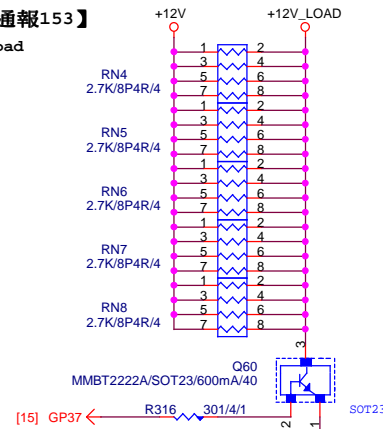 通報153】
+12V +12V_LOAD
oad
1 2
3 4
RN4 5 6
2.7K/8P4R/4 7 8
1 2
3 4
RN5 5 6
2.7K/8P4R/4 7 8
1 2
3 4
RN6 5 6
2.7K/8P4R/4 7 8
1 2
3 4
RN7 5 6
2.7K/8P4R/4 7 8
1 2
3 4
RN8 5 6
2.7K/8P4R/4 7 8
3
Q60
MMBT2222A/SOT23/600mA/40
SOT23
[15] GP37 R316 301/4/1 2 1